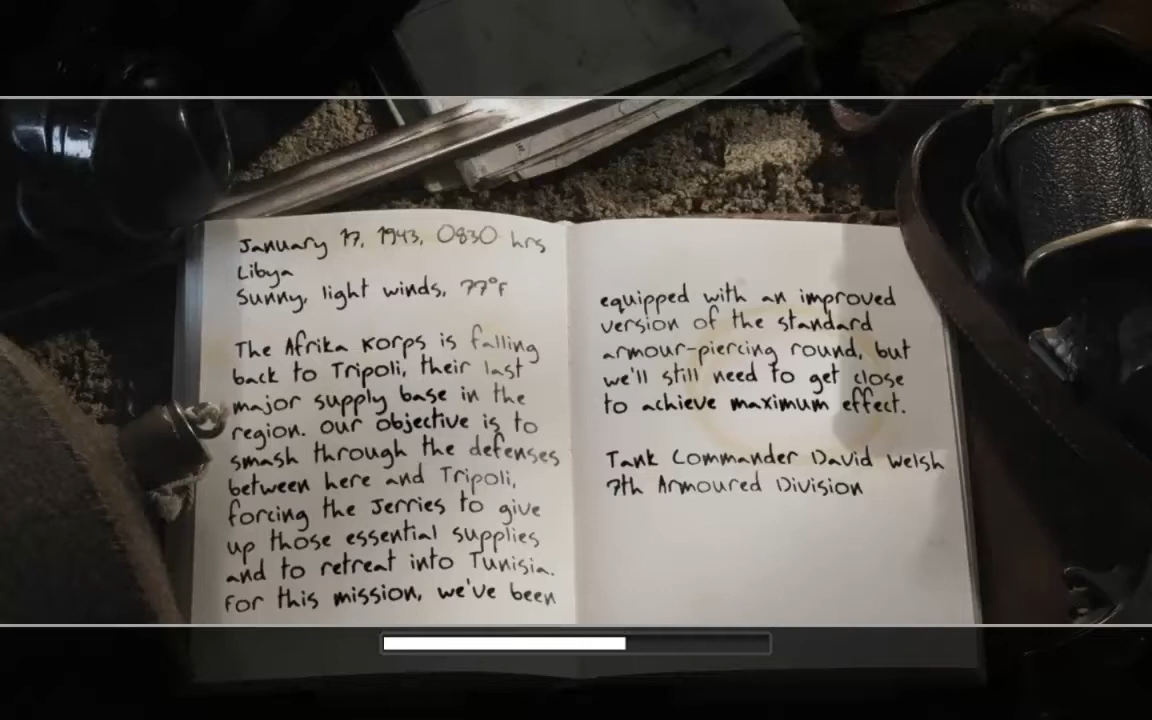 January 17, 1943, 0830 hrs
Libya
Sunny, light winds, 77°F
The Afrika Korps is falling
back to Tripoli, their last
major supply base in the
region. Our objective is to
smash through the defenses
between here and Tripoli,
forcing the Jerries to give
up those essential supplies
and to retreat into Tunisia.
For this mission, we've been
equipped with an improved
version of the standard
armour-piercing round, but
we'll still need to get close
to achieve maximum effect.
Tank Commander David Welsh
7th Armoured Division